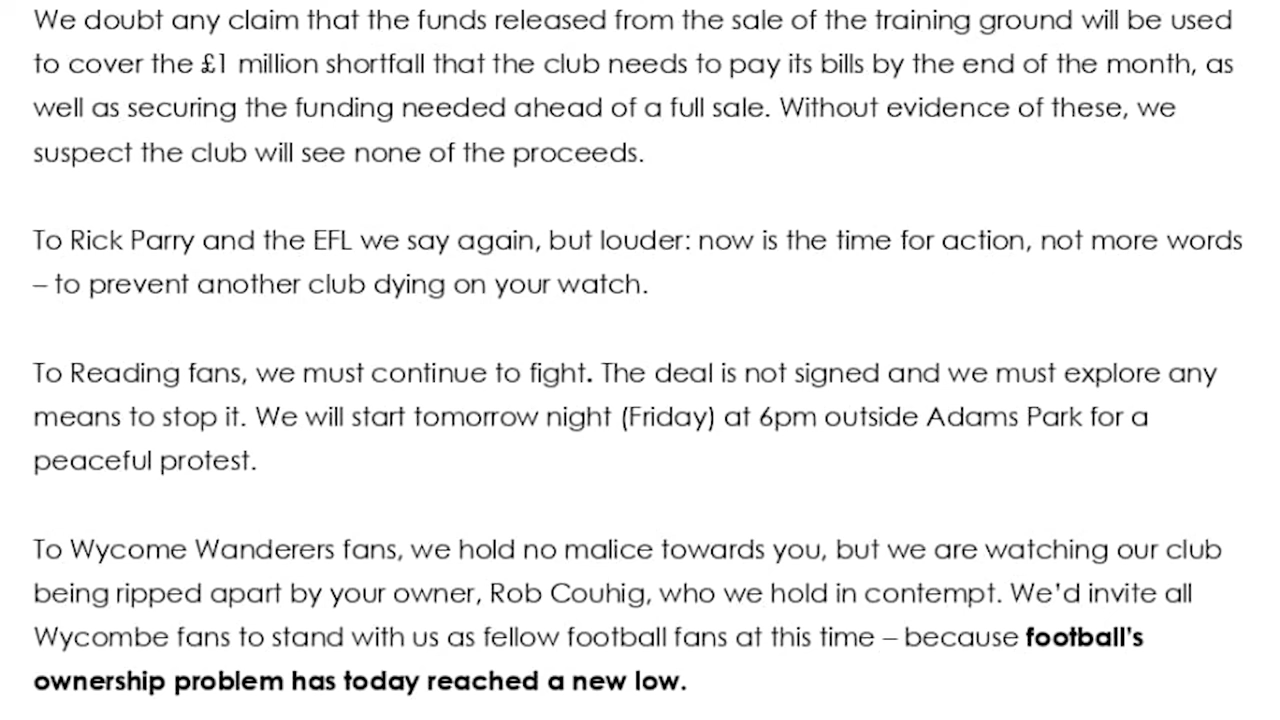 We doubt any claim that the funds released from the sale of the training ground will be used
to cover the £1 million shortfall that the club needs to pay its bills by the end of the month, as
well as securing the funding needed ahead of a full sale. Without evidence of these, we
suspect the club will see none of the proceeds.
To Rick Parry and the EFL we say again, but louder: now is the time for action, not more words
– to prevent another club dying on your watch.
To Reading fans, we must continue to fight. The deal is not signed and we must explore any
means to stop it. We will start tomorrow night (Friday) at 6pm outside Adams Park for a
peaceful protest.
To Wycome Wanderers fans, we hold no malice towards you, but we are watching our club
being ripped apart by your owner, Rob Couhig, who we hold in contempt. We'd invite all
Wycombe fans to stand with us as fellow football fans at this time – because football's
ownership problem has today reached a new low.